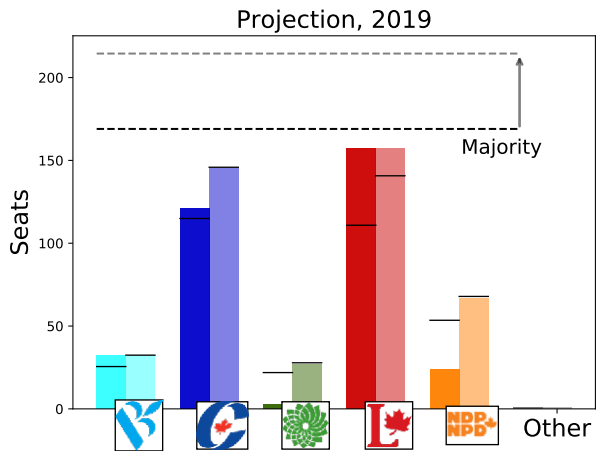 Projection, 2019
Seats
200
150
100
50
0
Majority
C
L
NDP
NPD
Other